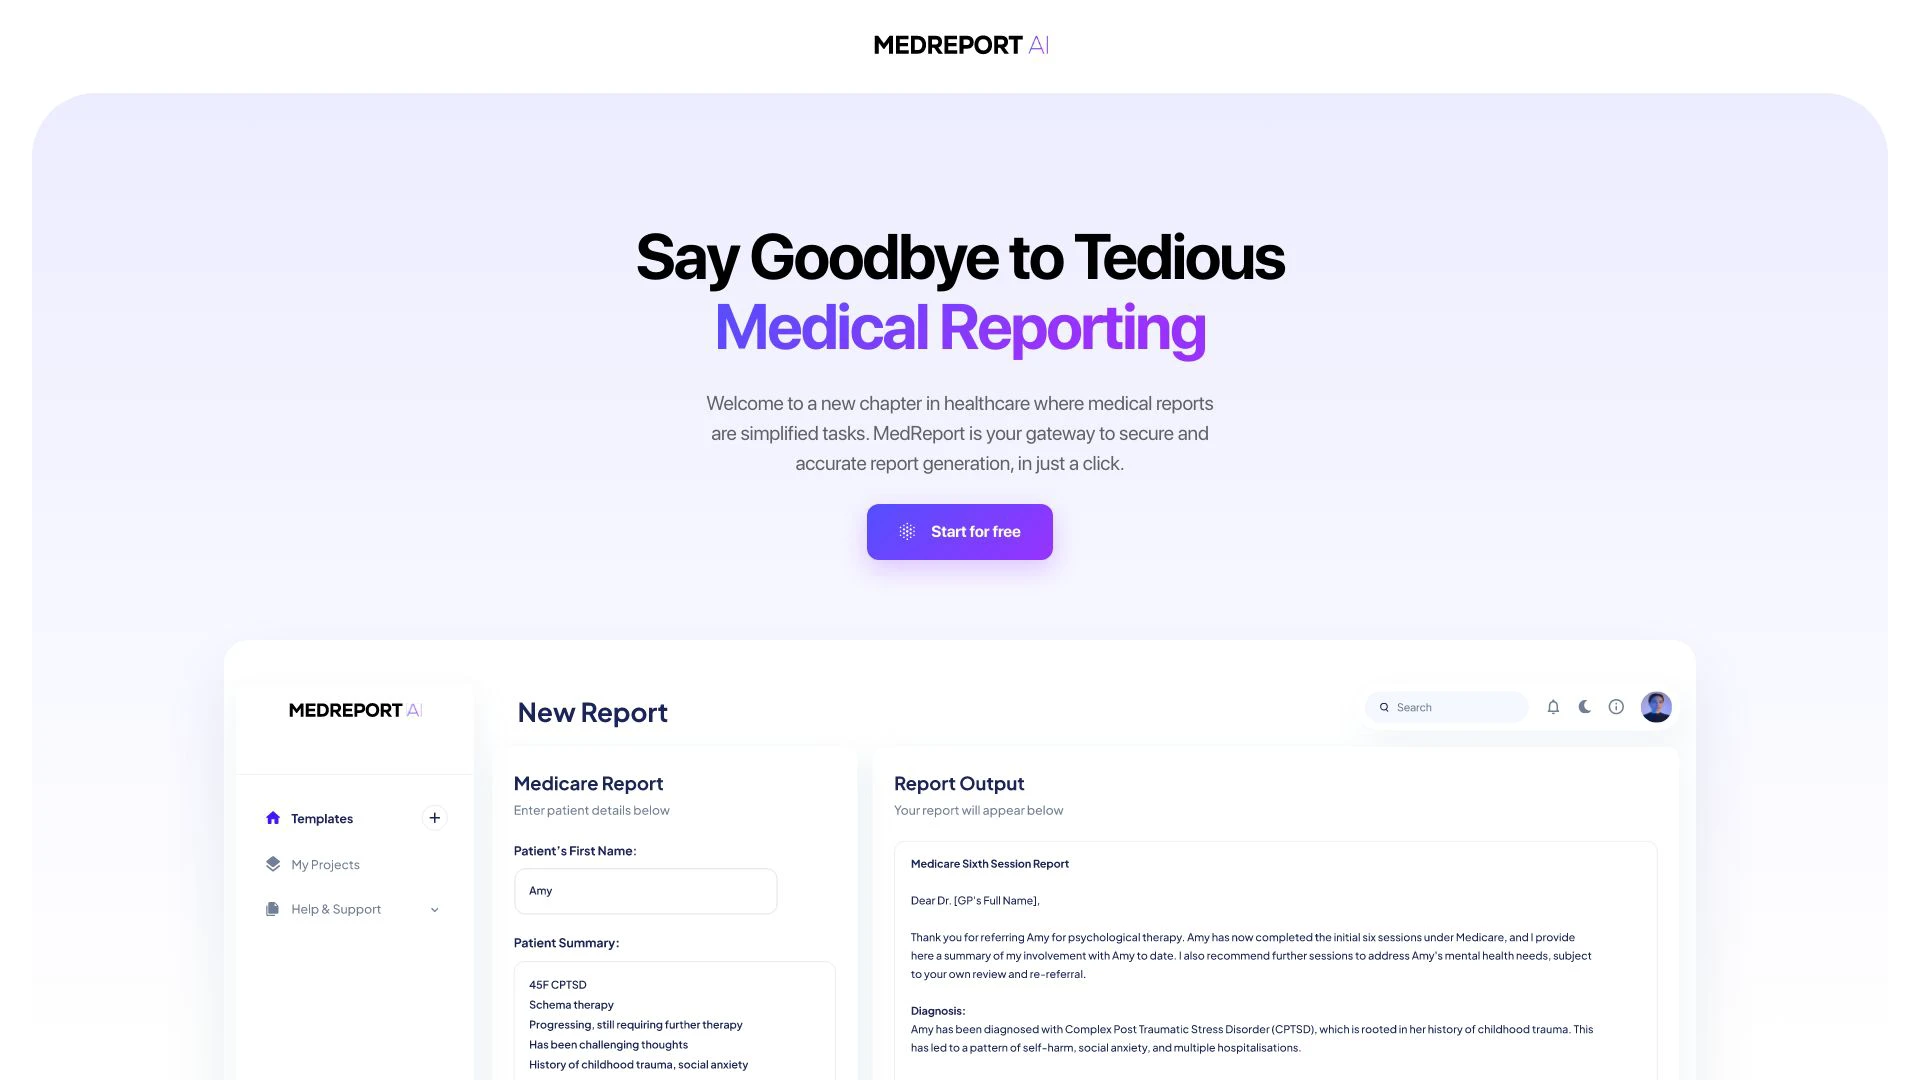 MEDREPORT AI
Say Goodbye to Tedious
Medical Reporting
Welcome to a new chapter in healthcare where medical reports
are simplified tasks. MedReport is your gateway to secure and
accurate report generation, in just a click.
Start for free
MEDREPORT AI
Templates
My Projects
Help & Support
New Report
Search
Medicare Report
Enter patient details below
Patient's First Name:
Amy
Patient Summary:
45F CPTSD
Schema therapy
Progressing, still requiring further therapy
Has been challenging thoughts
History of childhood trauma, social anxiety
Report Output
Your report will appear below
Medicare Sixth Session Report
Dear Dr. [GP's Full Name],
Thank you for referring Amy for psychological therapy. Amy has now completed the initial six sessions under Medicare, and I provide
here a summary of my involvement with Amy to date. I also recommend further sessions to address Amy's mental health needs, subject
to your own review and re-referral.
Diagnosis:
Amy has been diagnosed with Complex Post Traumatic Stress Disorder (CPTSD), which is rooted in her history of childhood trauma. This
has led to a pattern of self-harm, social anxiety, and multiple hospitalisations.